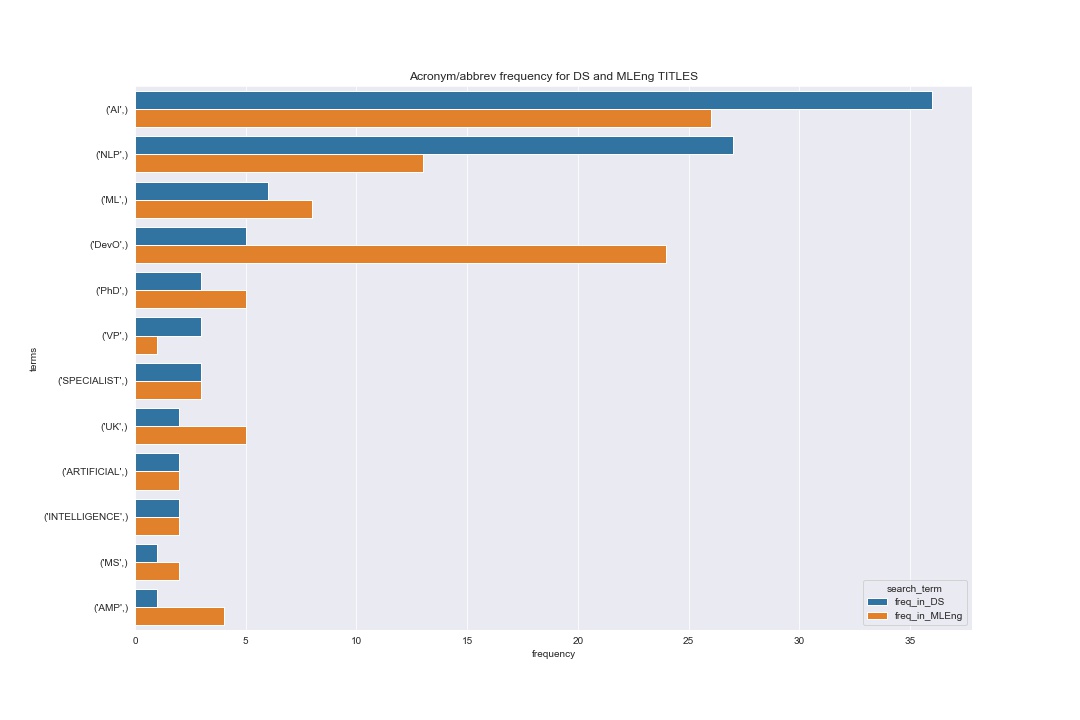 Acronym/abbrev frequency for DS and MLEng TITLES
('AI',)
('NLP',)
('ML',)
('DevO',)
('PhD',)
('VP',)
('SPECIALIST',)
('UK',)
('ARTIFICIAL',)
('INTELLIGENCE',)
('MS',)
('AMP',)
terms
search_term
freq_in_DS
freq_in_MLEng
0 5 10 15 20 25 30 35
frequency